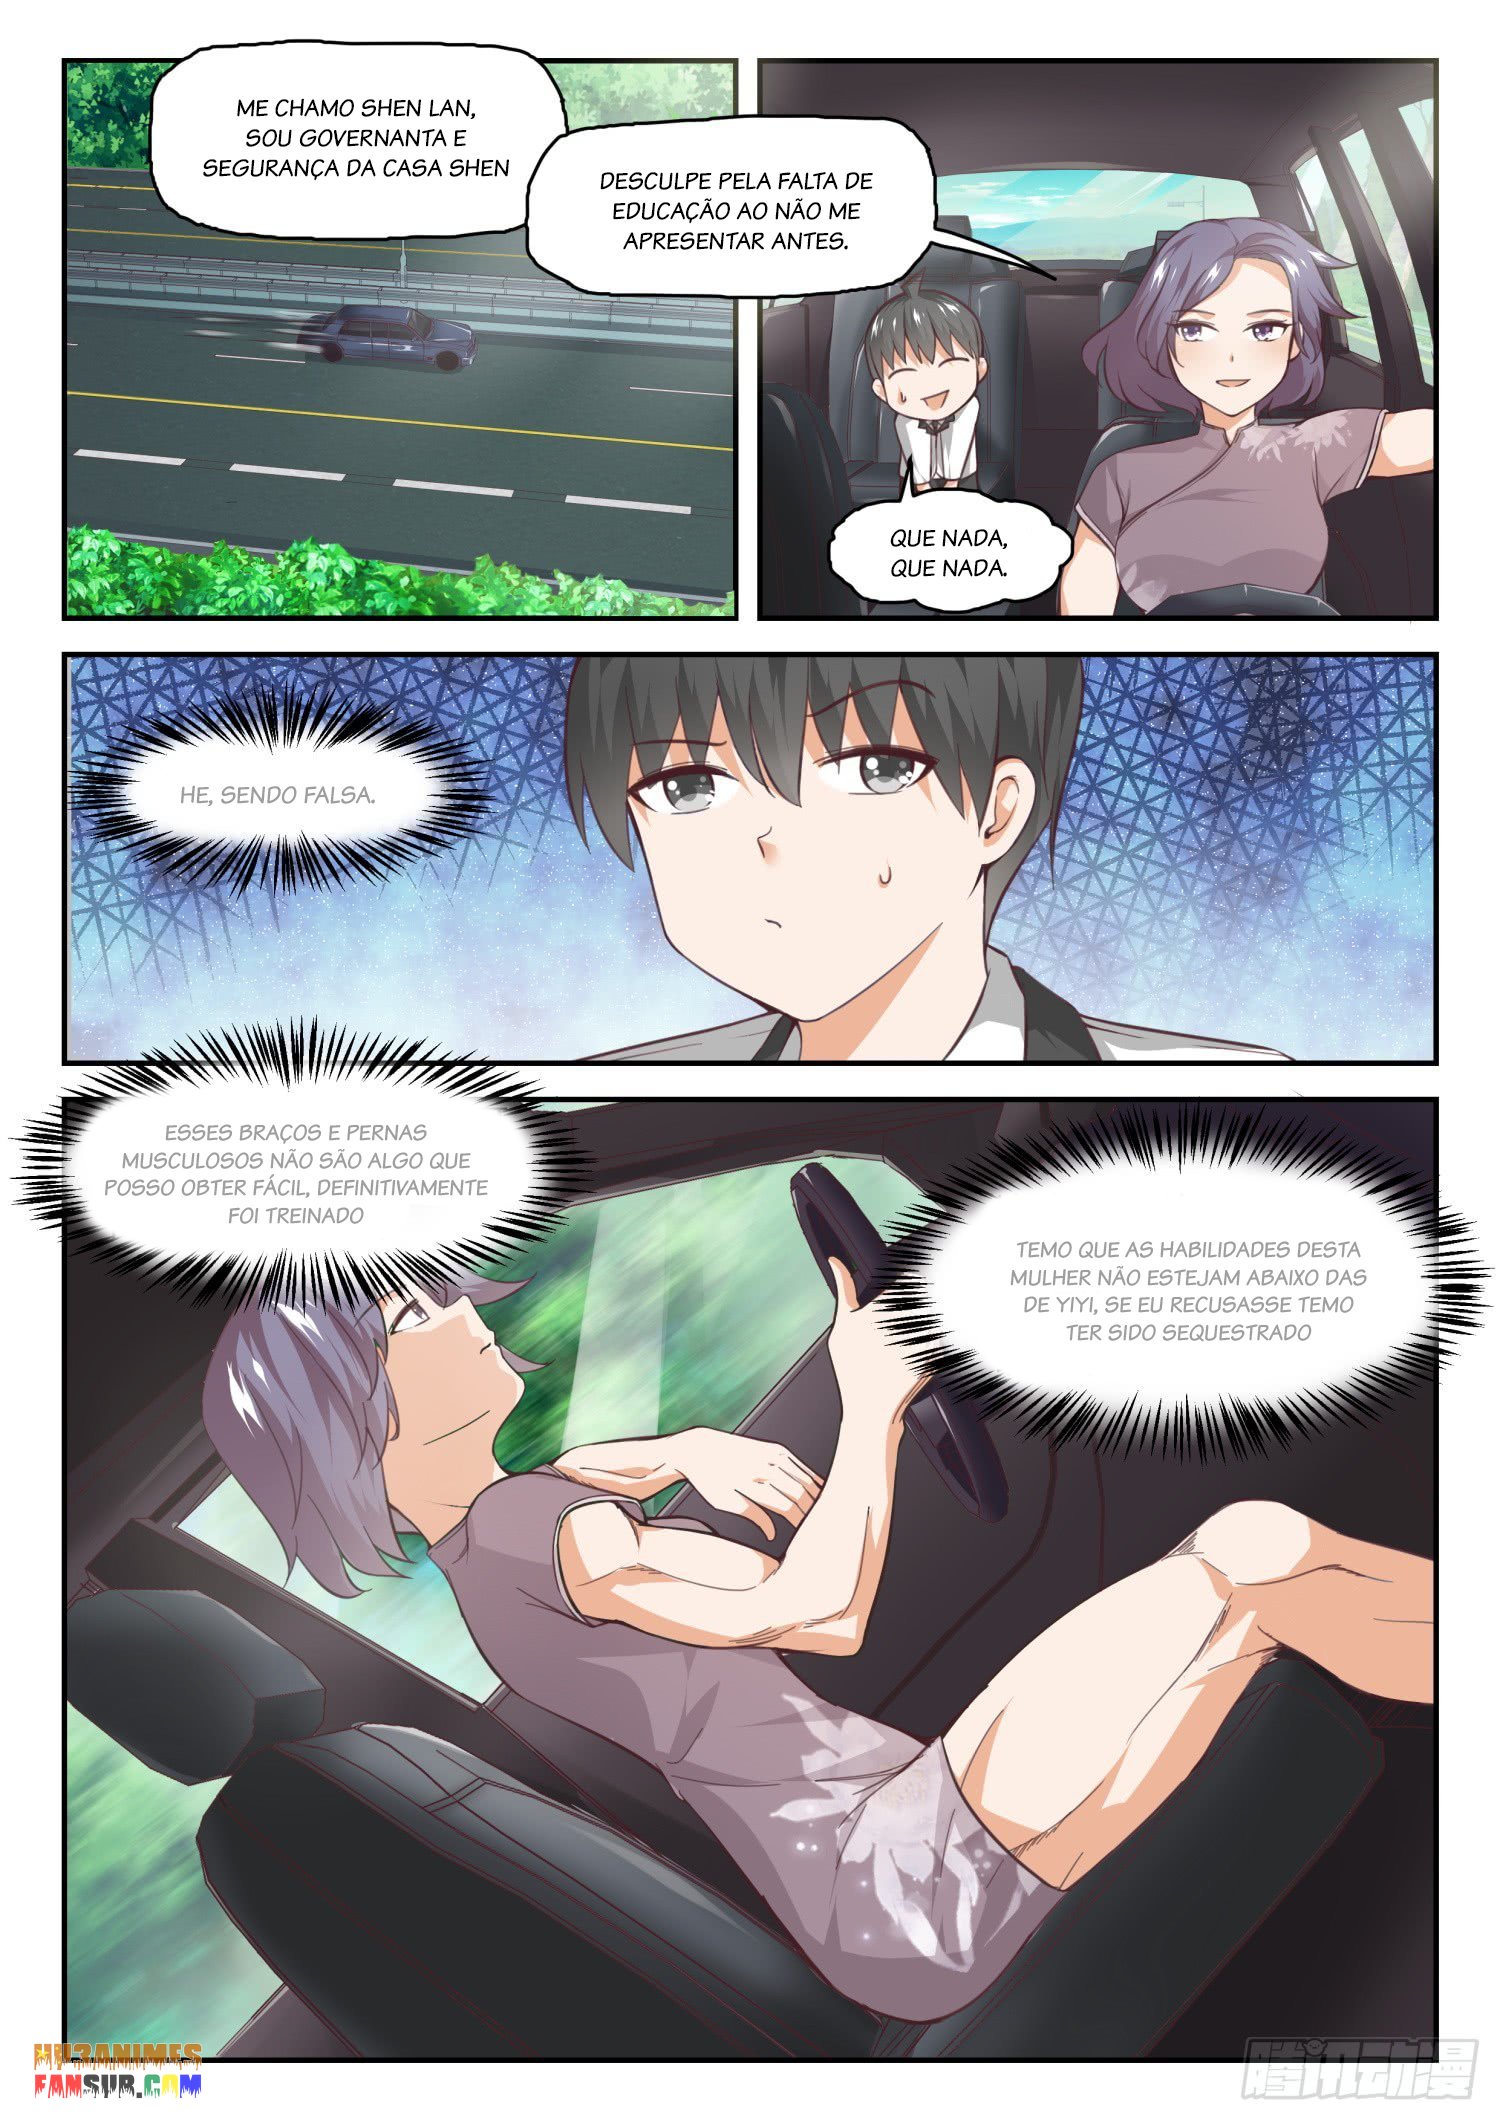 ME CHAMO SHEN LAN,
SOU GOVERNANTA E
SEGURANÇA DA CASA SHEN
DESCULPE PELA FALTA DE
EDUCAÇÃO AO NÃO ME
APRESENTAR ANTES.
QUE NADA,
QUE NADA.
HE, SENDO FALSA.
ESSES BRAÇOS E PERNAS
MUSCULOSOS NÃO SÃO ALGO QUE
POSSO OBTER FÁCIL, DEFINITIVAMENTE
FOI TREINADO
TEMO QUE AS HABILIDADES DESTA
MULHER NÃO ESTEJAM ABAIXO DAS
DE YIYI, SE EU RECUSASSE TEMO
TER SIDO SEQUESTRADO
HU3ANIMES
FANSUB.COM
腾讯动漫